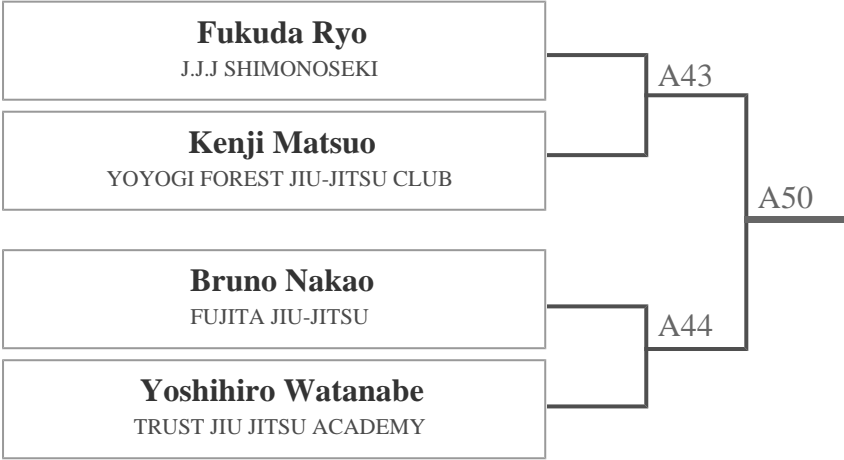 Fukuda Ryo
J.J.J SHIMONOSEKI
A43
Kenji Matsuo
YOYOGI FOREST JIU-JITSU CLUB
A50
Bruno Nakao
FUJITA JIU-JITSU
A44
Yoshihiro Watanabe
TRUST JIU JITSU ACADEMY